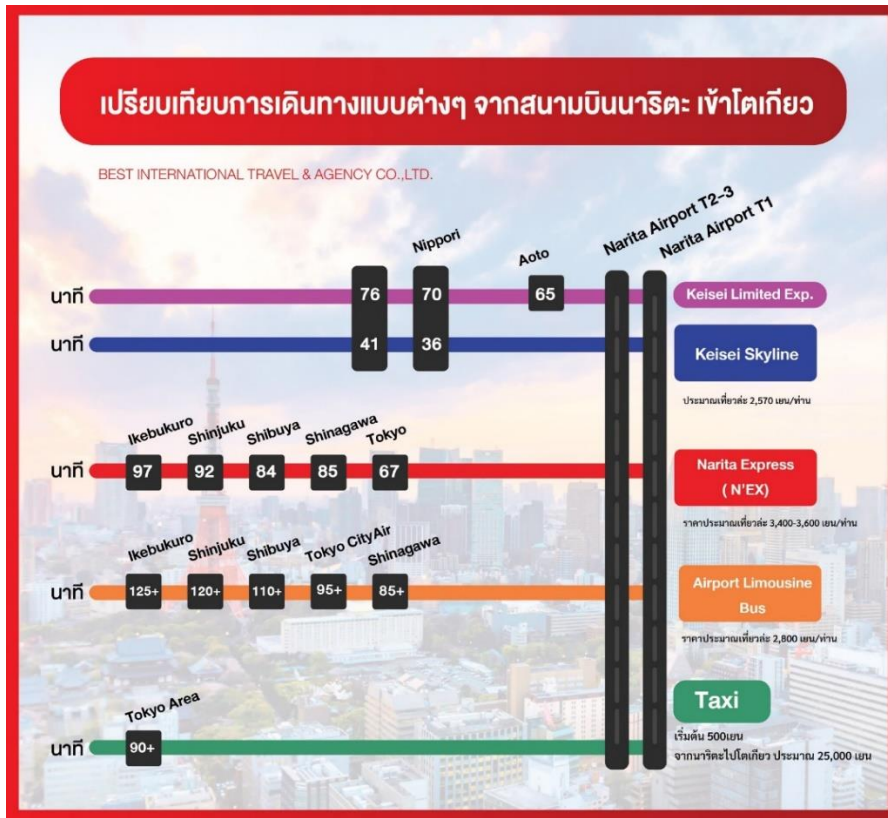 เปรียบเทียบการเดินทางแบบต่างๆ จากสนามบินนาริตะ เข้าโตเกียว
BEST INTERNATIONAL TRAVEL & AGENCY CO.,LTD.
Narita Airport T2-3
Narita Airport T1
Nippori
Aoto
นาที
76
70
65
Keisei Limited Exp.
นาที
41
36
Keisei Skyline
ประมาณเที่ยวล่ะ 2,570 เยน/ท่าน
Ikebukuro
Shinjuku
Shibuya
Shinagawa
Tokyo
นาที
97
92
84
85
67
Narita Express
( N'EX)
ราคาประมาณเที่ยวล่ะ 3,400-3,600 เยน/ท่าน
Ikebukuro
Shinjuku
Shibuya
Tokyo CityAir
Shinagawa
นาที
125+
120+
110+
95+
85+
Airport Limousine
Bus
ราคาประมาณเที่ยวล่ะ 2,800 เยน/ท่าน
Tokyo Area
นาที
90+
Taxi
เริ่มต้น 500เยน
จากนาริตะไปโตเกียว ประมาณ 25,000 เยน